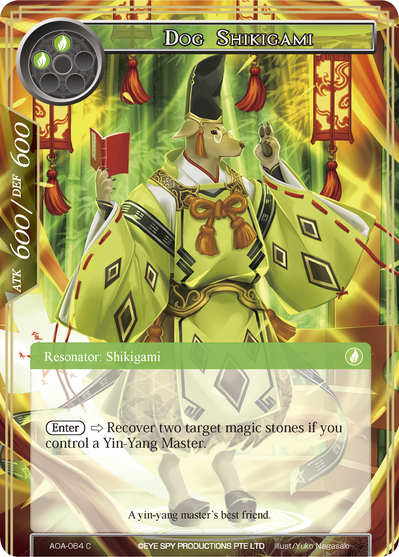 Dog Shikigami
ATK 600 / DEF 600
Resonator: Shikigami
Enter ⇨ Recover two target magic stones if you
control a Yin-Yang Master.
A yin-yang master's best friend.
AOA-064 C ©EYE SPY PRODUCTIONS PTE LTD Illust/Yuko Nagasaki